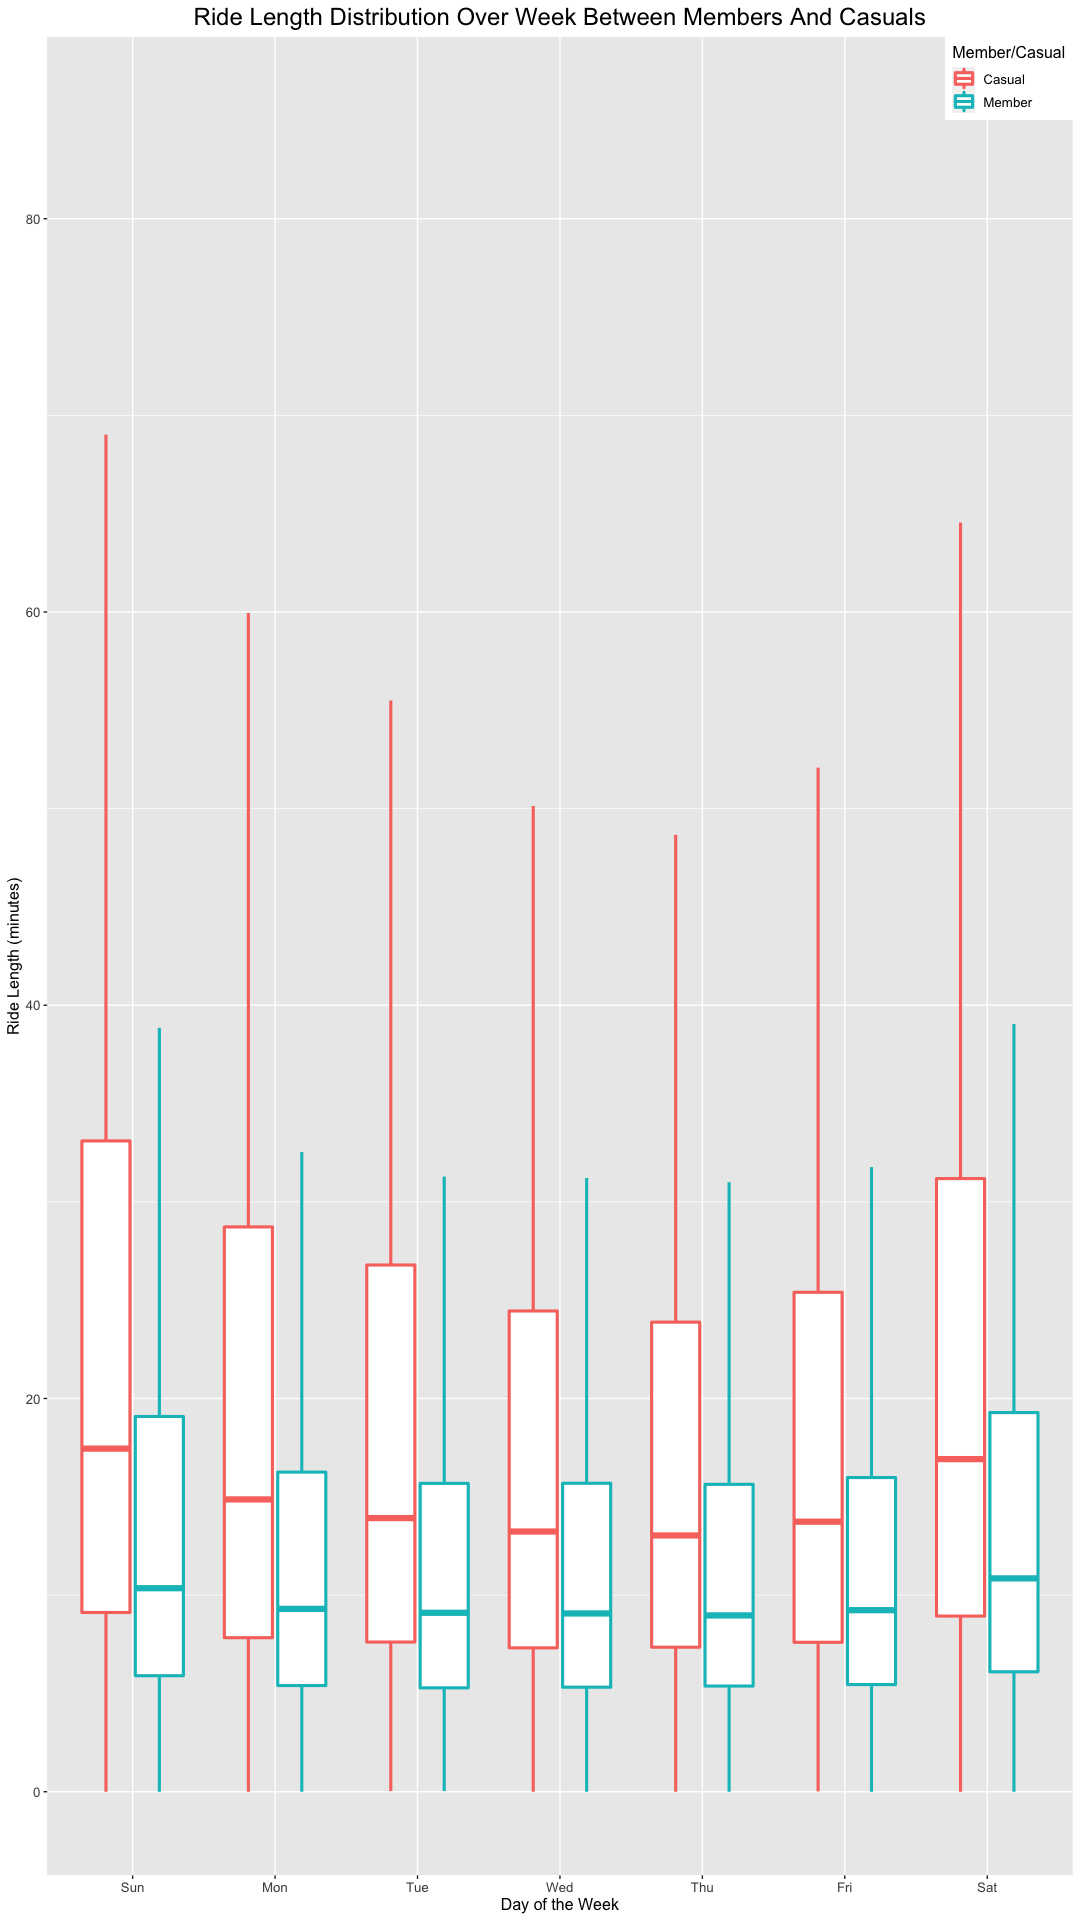 Ride Length Distribution Over Week Between Members And Casuals
Member/Casual
Casual
Member
80
60
40
20
0
Ride Length (minutes)
Sun Mon Tue Wed Thu Fri Sat
Day of the Week